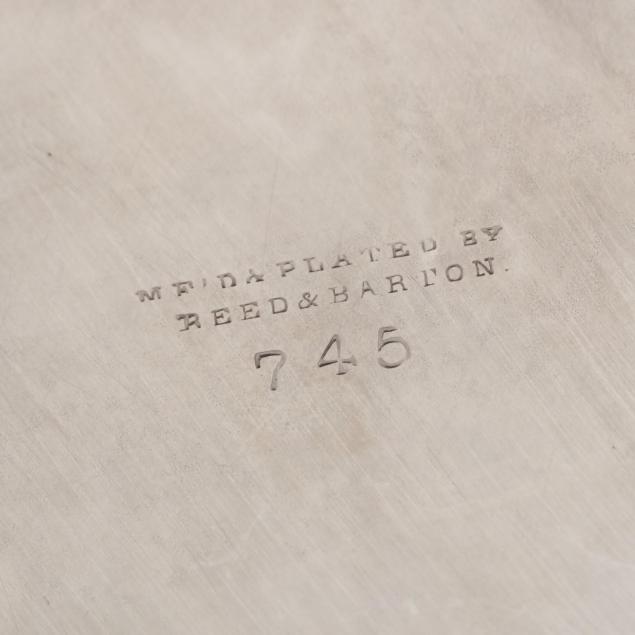 MF'D & PLATED BY
REED & BARTON.
745